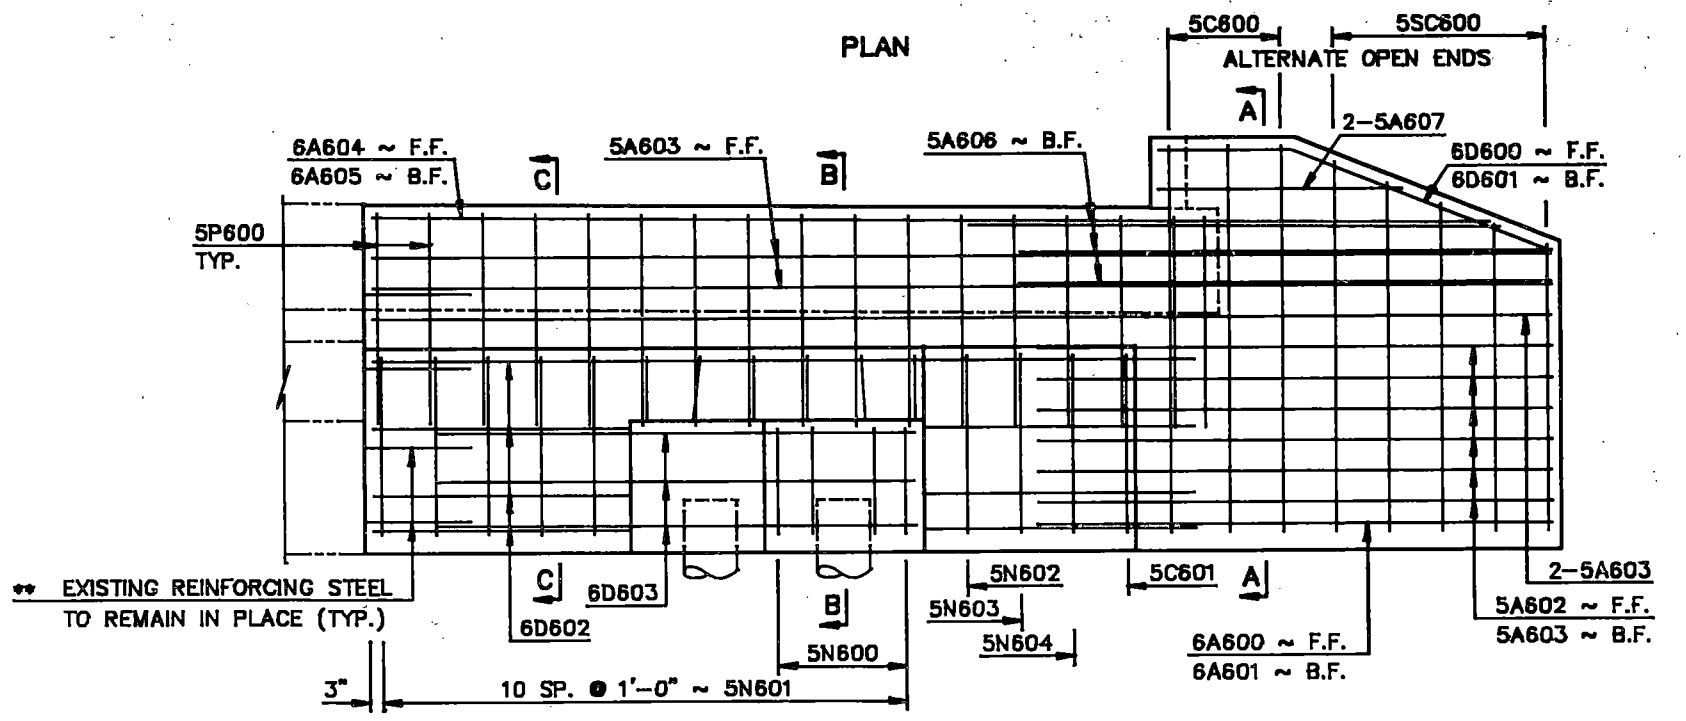 5C600
5SC600
PLAN
ALTERNATE OPEN ENDS
A
2-5A607
6A604 ~ F.F.
6A605 ~ B.F.
C
5A603 ~ F.F.
B
5A606 ~ B.F.
6D600 ~ F.F.
6D601 ~ B.F.
5P600
TYP.
** EXISTING REINFORCING STEEL
TO REMAIN IN PLACE (TYP.)
C
6D602
6D603
B
5N602
5C601
A
5N603
5N604
2-5A603
5A602 ~ F.F.
5A603 ~ B.F.
6A600 ~ F.F.
6A601 ~ B.F.
5N600
3"
10 SP. @ 1'-0" ~ 5N601